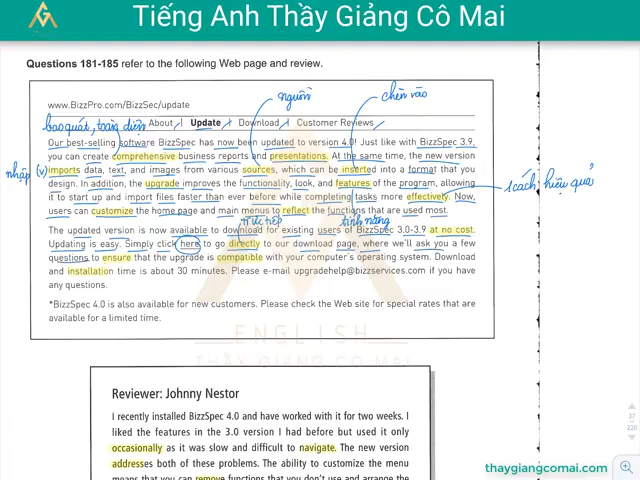 Tiếng Anh Thầy Giảng Cô Mai
Questions 181-185 refer to the following Web page and review.
nguồn
chèn vào
www.BizzPro.com/BizzSec/update
bao quát, toàn diện
About Update Download Customer Reviews
Our best-selling software BizzSpec has now been updated to version 4.0! Just like with BizzSpec 3.9,
you can create comprehensive business reports and presentations. At the same time, the new version
nhập (v)
imports data, text, and images from various sources, which can be inserted into a format that you
design. In addition, the upgrade improves the functionality, look, and features of the program, allowing
it to start up and import files faster than ever before while completing tasks more effectively. Now,
1 cách hiệu quả
users can customize the home page and main menus to reflect the functions that are used most.
trực tiếp
tính năng
The updated version is now available to download for existing users of BizzSpec 3.0-3.9 at no cost.
Updating is easy. Simply click here to go directly to our download page, where we'll ask you a few
questions to ensure that the upgrade is compatible with your computer's operating system. Download
and installation time is about 30 minutes. Please e-mail upgradehelp@bizzservices.com if you have
any questions.
*BizzSpec 4.0 is also available for new customers. Please check the Web site for special rates that are
available for a limited time.
ENGLISH
THẦY GIẢNG CÔ MAI
Reviewer: Johnny Nestor
I recently installed BizzSpec 4.0 and have worked with it for two weeks. I
liked the features in the 3.0 version I had before but used it only
occasionally as it was slow and difficult to navigate. The new version
addresses both of these problems. The ability to customize the menu
means that you can remove functions that you don't use and arrange the
37
220
thaygiangcomai.com